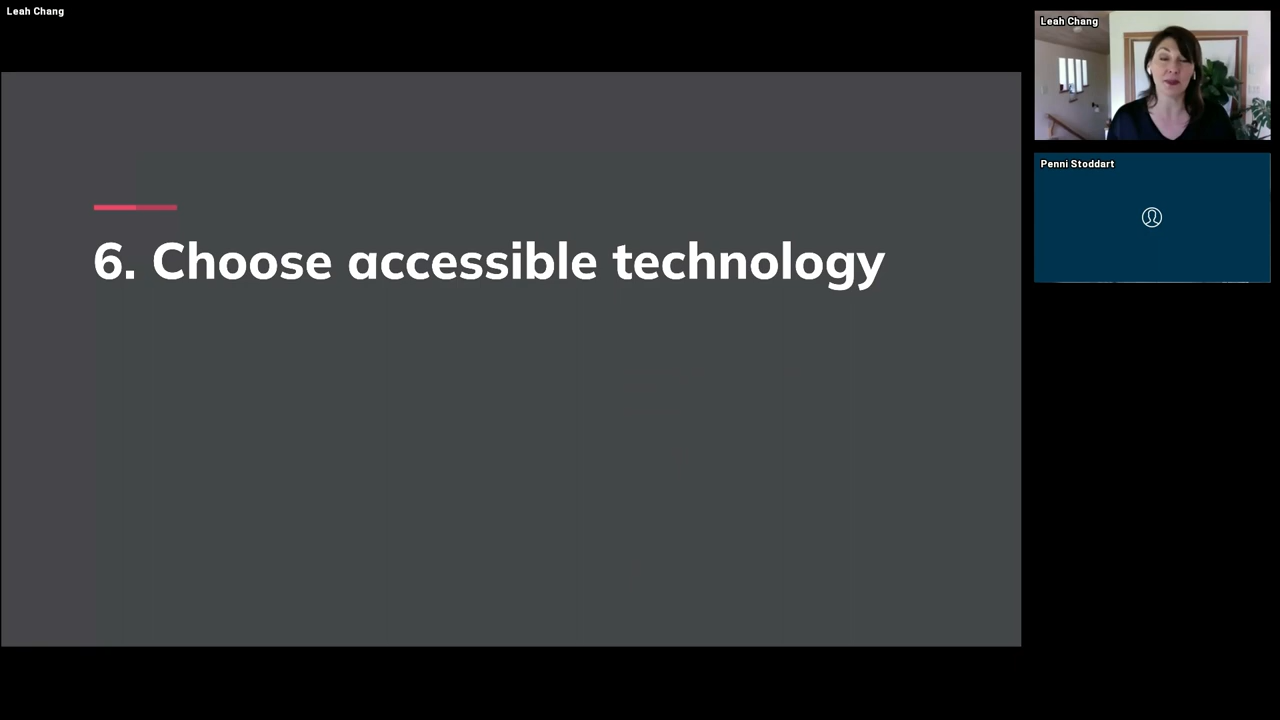 Leah Chang
6. Choose accessible technology
Leah Chang
Penni Stoddart